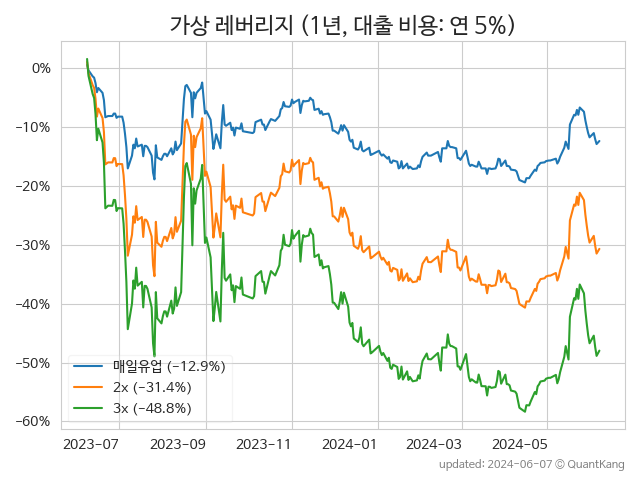 가상 레버리지 (1년, 대출 비용: 연 5%)
0%
−10%
−20%
−30%
−40%
−50%
−60%
매일유업 (−12.9%)
2x (−31.4%)
3x (−48.8%)
2023-07 2023-09 2023-11 2024-01 2024-03 2024-05
updated: 2024-06-07 © QuantKang